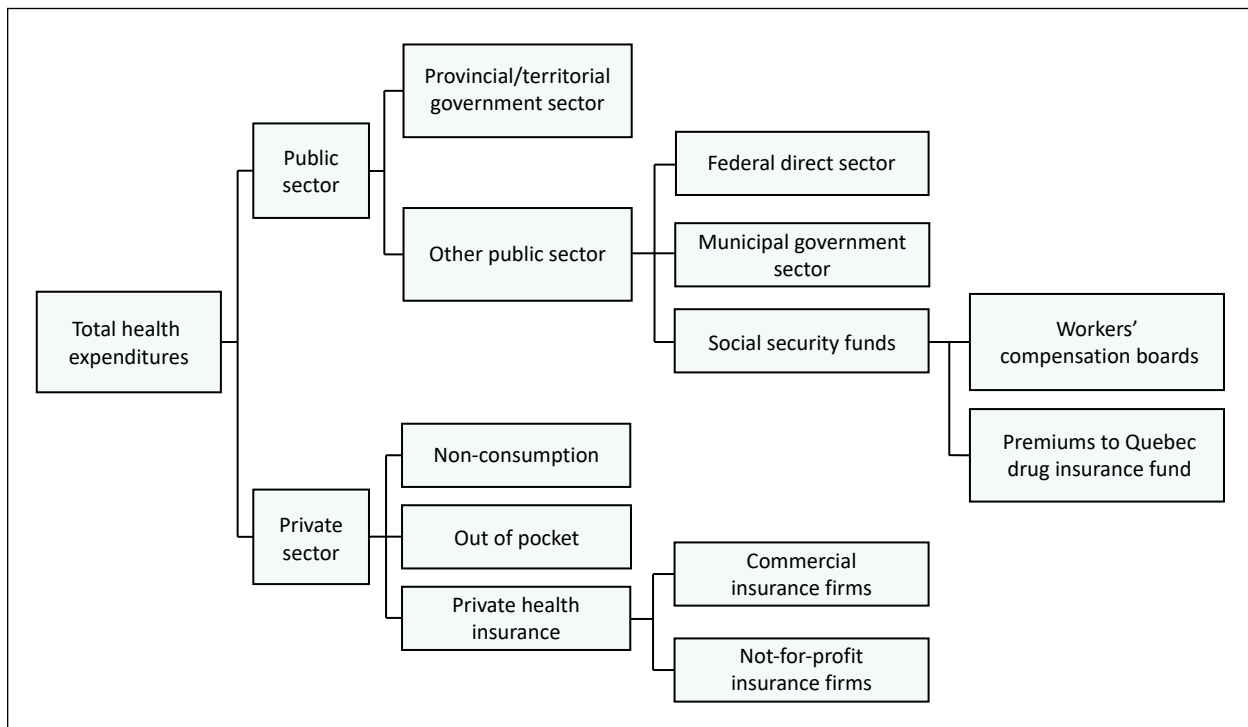 Provincial/territorial
government sector
Public
sector
Federal direct sector
Other public sector
Municipal government
sector
Total health
expenditures
Social security funds
Workers’
compensation boards
Non-consumption
Premiums to Quebec
drug insurance fund
Private
sector
Out of pocket
Commercial
insurance firms
Private health
insurance
Not-for-profit
insurance firms